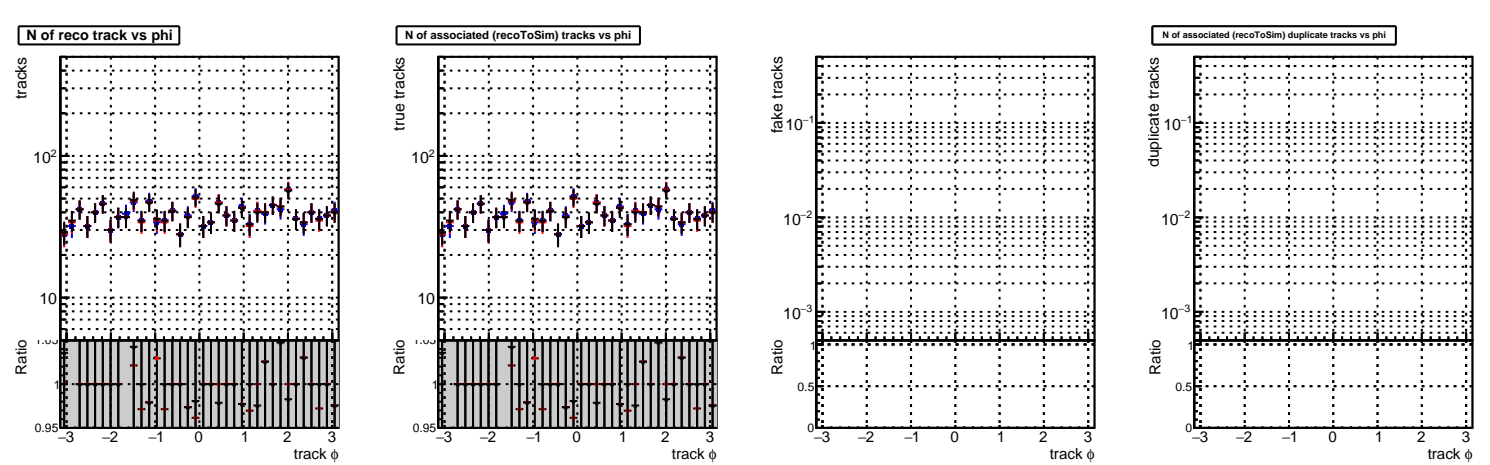 N of reco track vs phi
tracks
10²
10
Ratio
1.05
1
0.95
−3 −2 −1 0 1 2 3
track ϕ
N of associated (recoToSim) tracks vs phi
true tracks
10²
10
Ratio
1.05
1
0.95
−3 −2 −1 0 1 2 3
track ϕ
fake tracks
10⁻¹
10⁻²
10⁻³
Ratio
1
0.5
0
−3 −2 −1 0 1 2 3
track ϕ
N of associated (recoToSim) duplicate tracks vs phi
duplicate tracks
10⁻¹
10⁻²
10⁻³
Ratio
1
0.5
0
−3 −2 −1 0 1 2 3
track ϕ